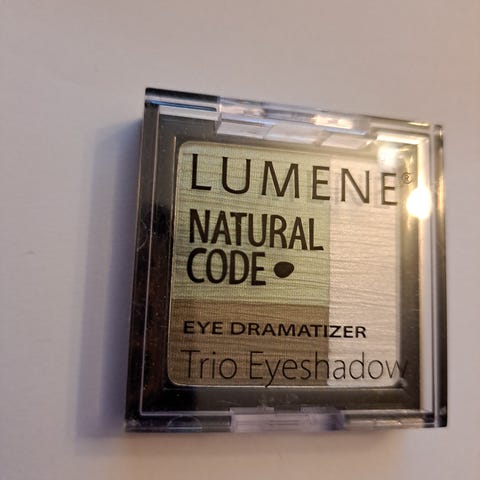 LUMENE®
NATURAL
CODE
EYE DRAMATIZER
Trio Eyeshadow